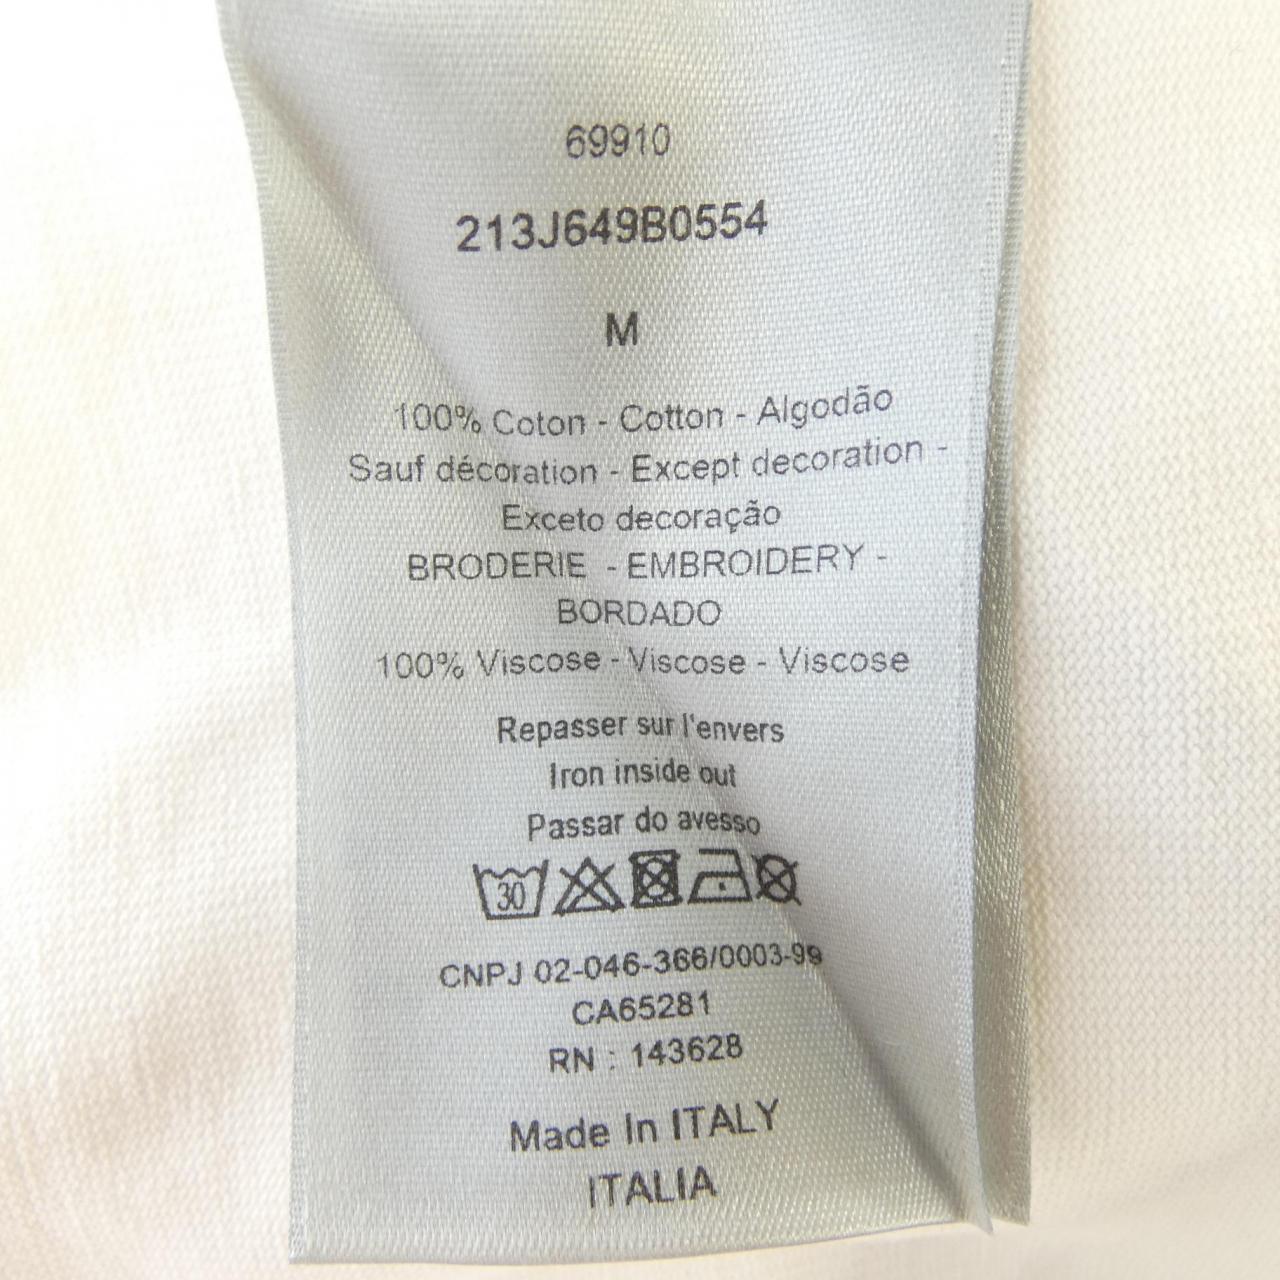 69910
213J649B0554
M
100% Coton - Cotton - Algodão
Sauf décoration - Except decoration -
Exceto decoração
BRODERIE - EMBROIDERY -
BORDADO
100% Viscose - Viscose - Viscose
Repasser sur l'envers
Iron inside out
Passar do avesso
30
CNPJ 02-046-366/0003-99
CA65281
RN : 143628
Made In ITALY
ITALIA